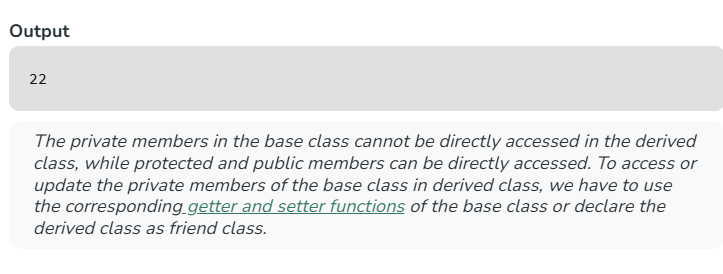 Output
22
The private members in the base class cannot be directly accessed in the derived
class, while protected and public members can be directly accessed. To access or
update the private members of the base class in derived class, we have to use
the corresponding getter and setter functions of the base class or declare the
derived class as friend class.